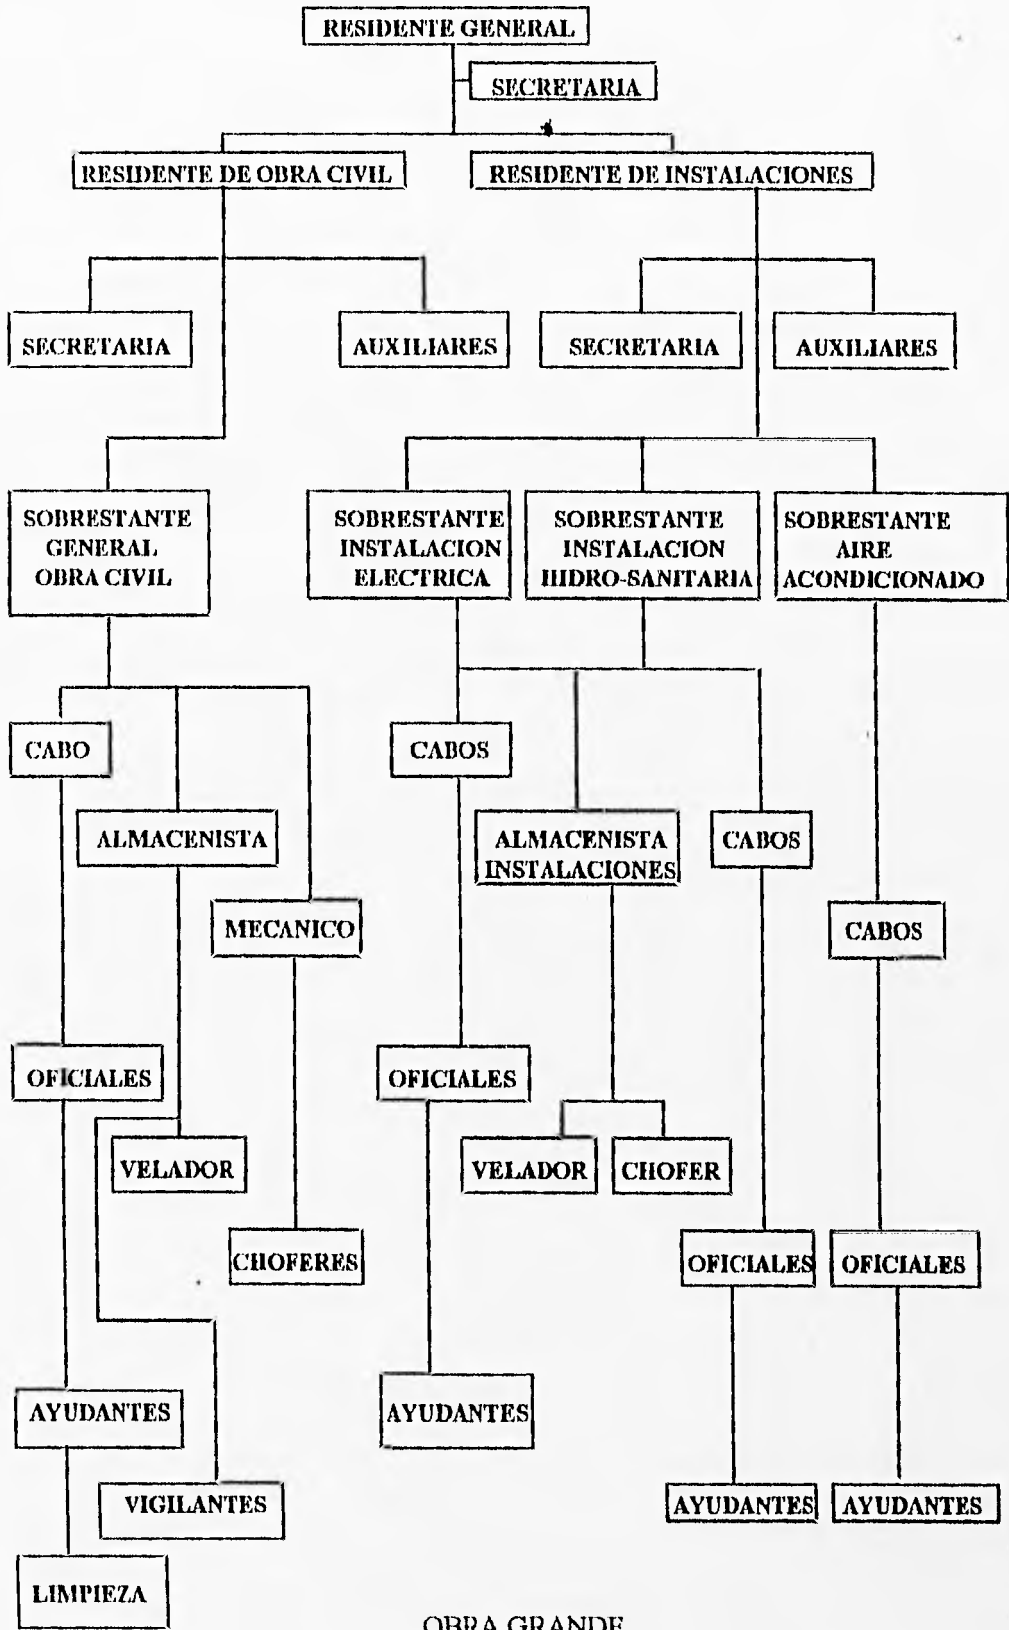 RESIDENTE GENERAL
SECRETARIA
RESIDENTE DE OBRA CIVIL
RESIDENTE DE INSTALACIONES
SECRETARIA
AUXILIARES
SECRETARIA
AUXILIARES
SOBRESTANTE
GENERAL
OBRA CIVIL
SOBRESTANTE
INSTALACION
ELECTRICA
SOBRESTANTE
INSTALACION
HIDRO-SANITARIA
SOBRESTANTE
AIRE
ACONDICIONADO
CABO
CABOS
ALMACENISTA
ALMACENISTA
INSTALACIONES
CABOS
MECANICO
CABOS
OFICIALES
OFICIALES
VELADOR
VELADOR
CHOFER
CHOFERES
OFICIALES
OFICIALES
AYUDANTES
AYUDANTES
VIGILANTES
AYUDANTES
AYUDANTES
LIMPIEZA
OBRA GRANDE